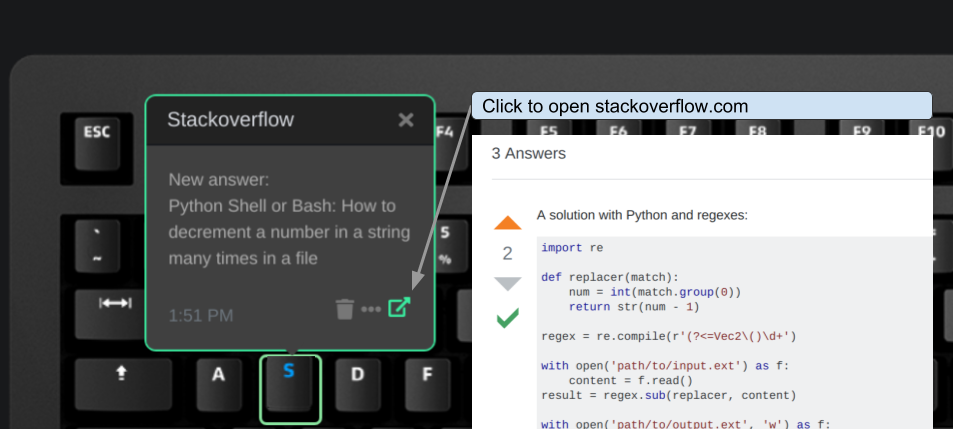 Click to open stackoverflow.com
Stackoverflow
New answer:
Python Shell or Bash: How to
decrement a number in a string
many times in a file
1:51 PM
ESC
F4
F5
F6
F7
F8
F9
F10
`
~
5
%
A
S
D
F
3 Answers
2
A solution with Python and regexes:
import re
def replacer(match):
    num = int(match.group(0))
    return str(num - 1)
regex = re.compile(r'(?<=Vec2\()\d+')
with open('path/to/input.ext') as f:
    content = f.read()
result = regex.sub(replacer, content)
with open('path/to/output.ext', 'w') as f: